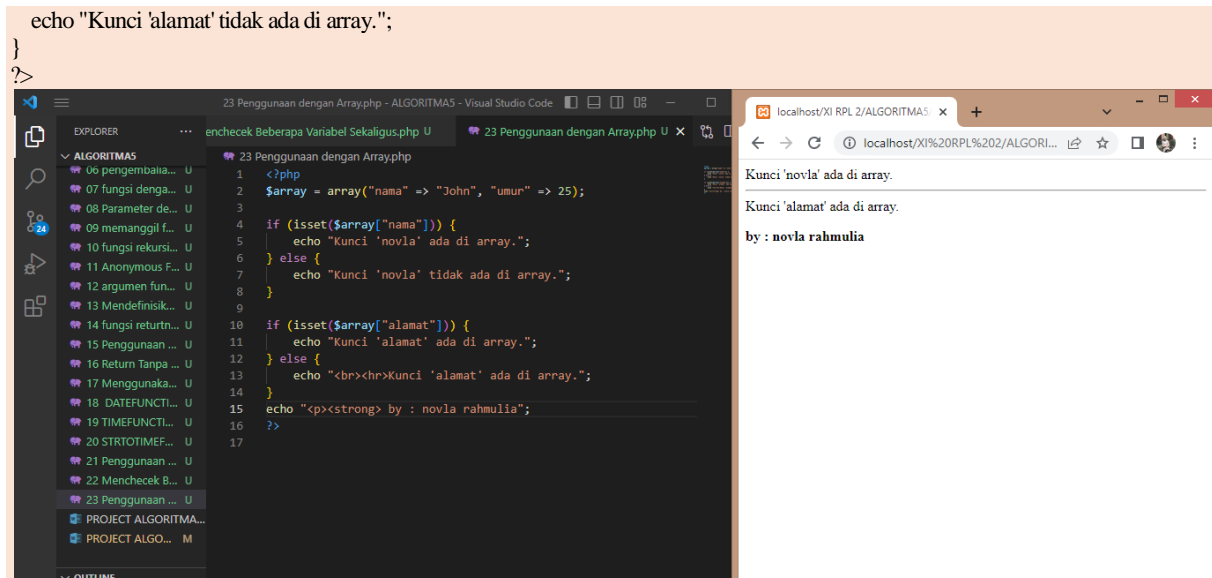 echo "Kunci 'alamat' tidak ada di array.";
}
?>
23 Penggunaan dengan Array.php - ALGORITMA5 - Visual Studio Code
EXPLORER ···
enchecek Beberapa Variabel Sekaligus.php U
23 Penggunaan dengan Array.php U
ALGORITMA5
06 pengembalia... U
07 fungsi denga... U
08 Parameter de... U
09 memanggil f... U
10 fungsi rekursi... U
11 Anonymous F... U
12 argumen fun... U
13 Mendefinisik... U
14 fungsi returtn... U
15 Penggunaan ... U
16 Return Tanpa ... U
17 Menggunaka... U
18 DATEFUNCTI... U
19 TIMEFUNCTI... U
20 STRTOTIMEF... U
21 Penggunaan ... U
22 Menchecek B... U
23 Penggunaan ... U
PROJECT ALGORITMA...
PROJECT ALGO... M
OUTLINE
24
23 Penggunaan dengan Array.php
1 <?php
2 $array = array("nama" => "John", "umur" => 25);
3
4 if (isset($array["nama"])) {
5 echo "Kunci 'novla' ada di array.";
6 } else {
7 echo "Kunci 'novla' tidak ada di array.";
8 }
9
10 if (isset($array["alamat"])) {
11 echo "Kunci 'alamat' ada di array.";
12 } else {
13 echo "<br><hr>Kunci 'alamat' ada di array.";
14 }
15 echo "<p><strong> by : novla rahmulia";
16 ?>
17
localhost/XI RPL 2/ALGORITMA5/
localhost/XI%20RPL%202/ALGORI...
Kunci 'novla' ada di array.
Kunci 'alamat' ada di array.
by : novla rahmulia